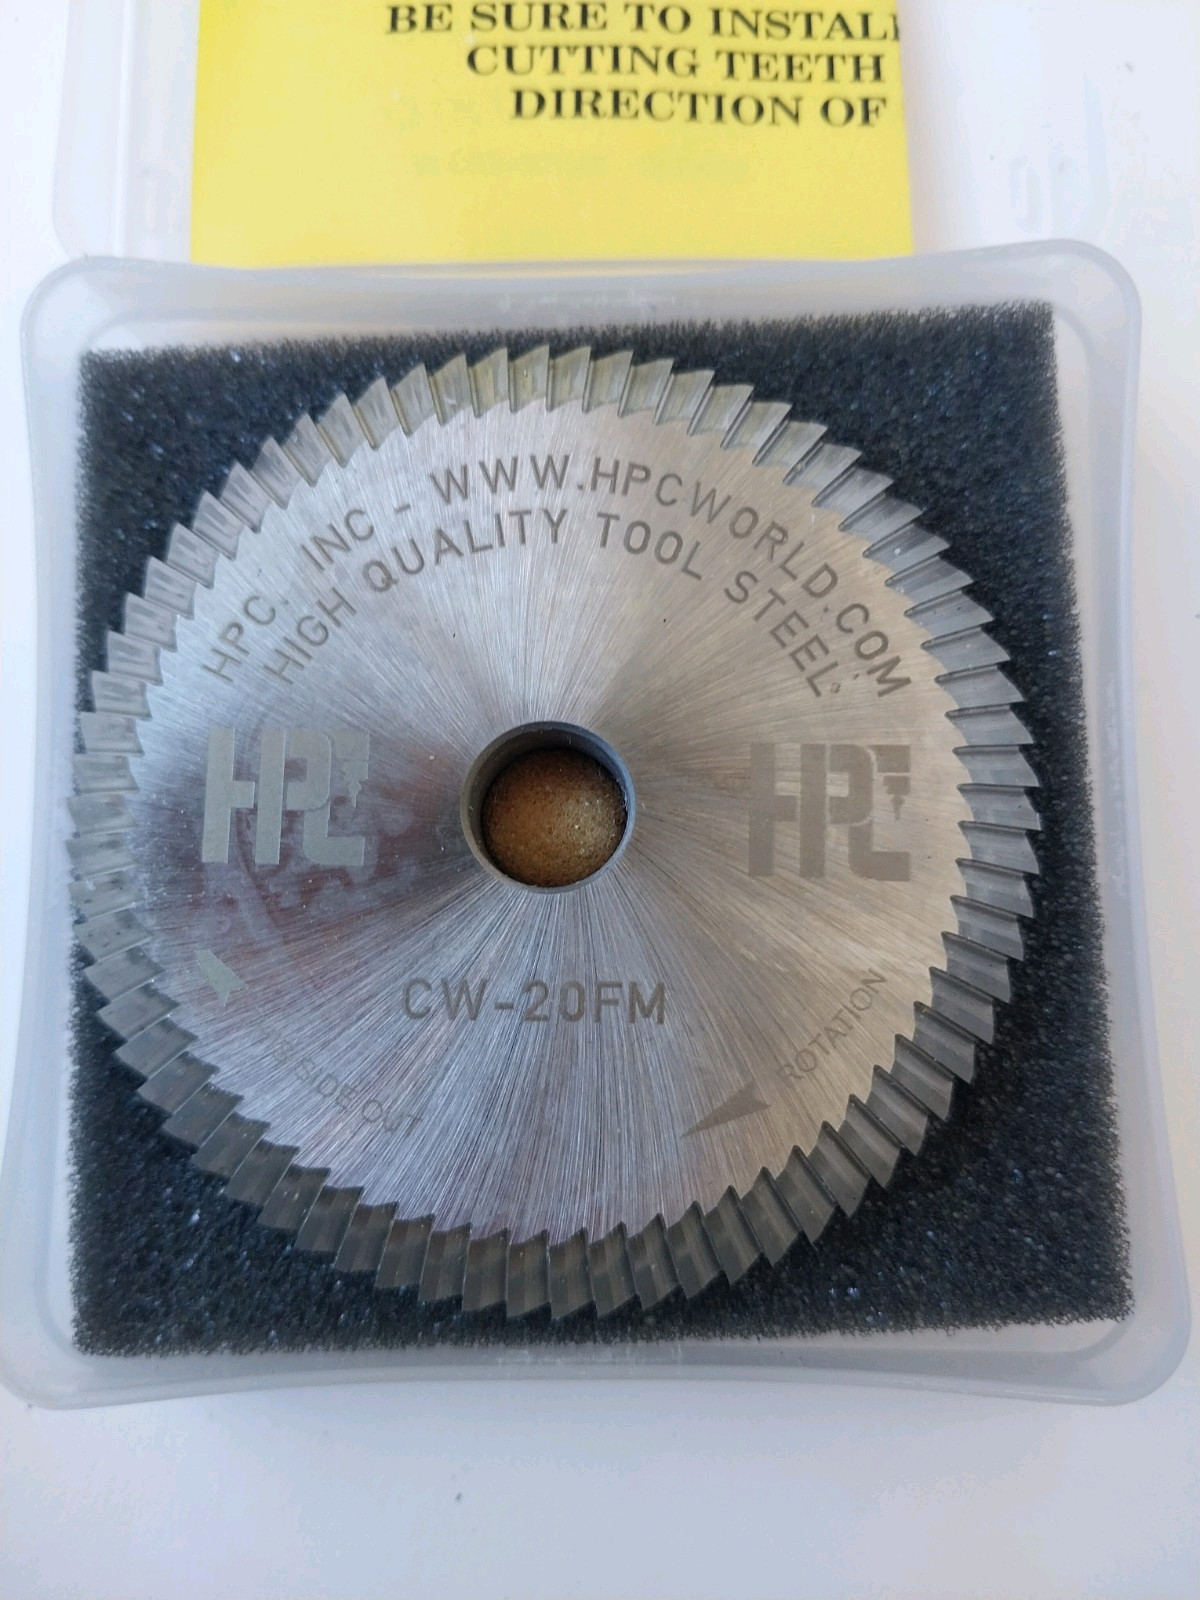 BE SURE TO INSTALL
CUTTING TEETH
DIRECTION OF
HPC. INC - WWW.HPCWORLD.COM
HIGH QUALITY TOOL STEEL
HPC
HPC
CW-20FM
SIDE CUT
ROTATION